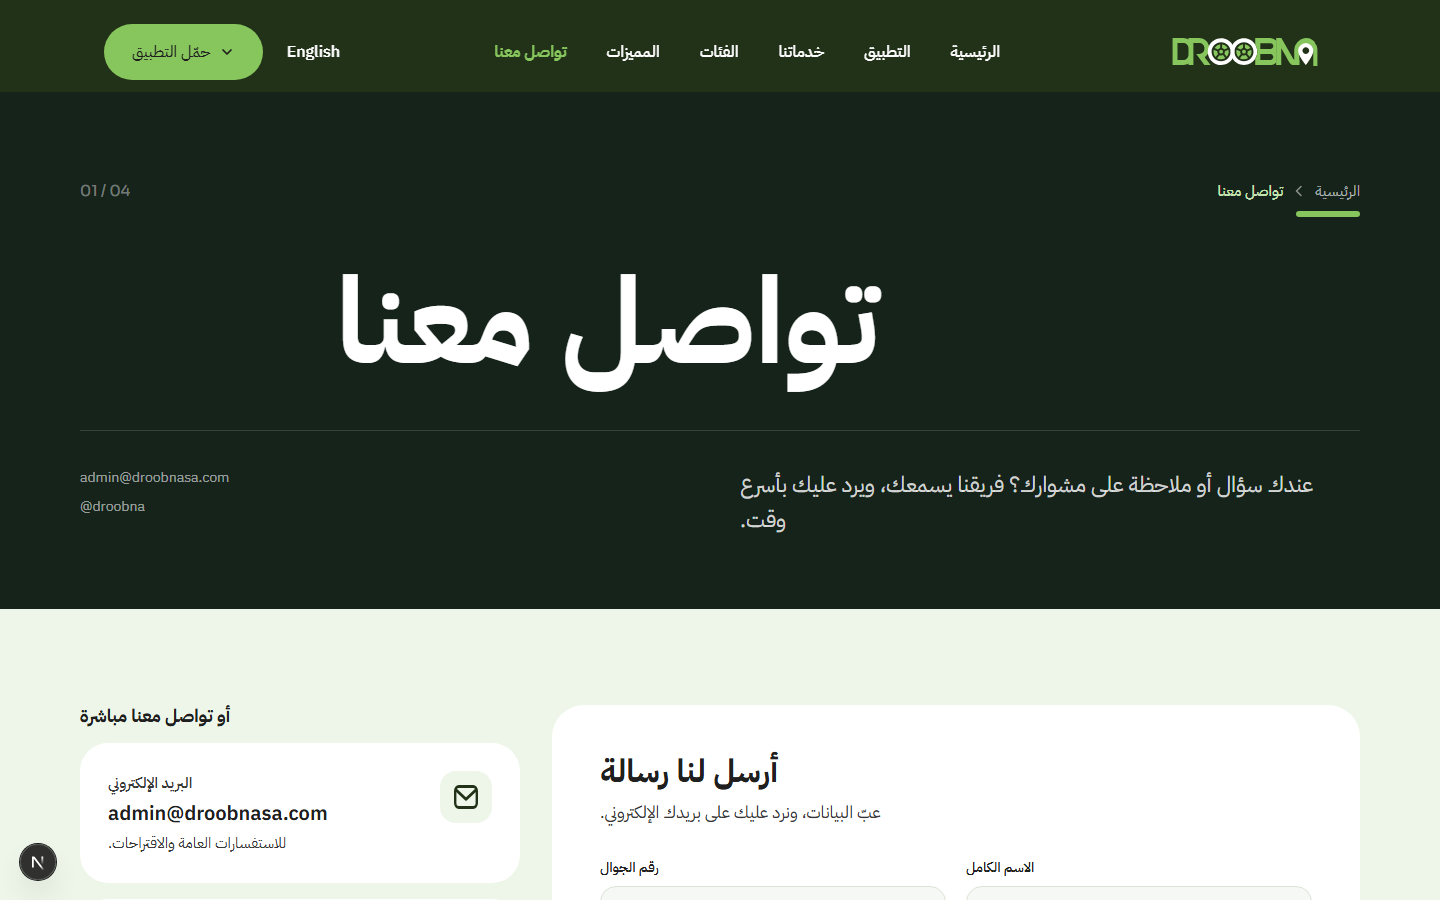 DROOBNA
الرئيسية
التطبيق
خدماتنا
الفئات
المميزات
تواصل معنا
English
حمّل التطبيق
الرئيسية
تواصل معنا
01 / 04
تواصل معنا
عندك سؤال أو ملاحظة على مشوارك؟ فريقنا يسمعك، ويرد عليك بأسرع
وقت.
admin@droobnasa.com
@droobna
أرسل لنا رسالة
عبّ البيانات، ونرد عليك على بريدك الإلكتروني.
الاسم الكامل
رقم الجوال
أو تواصل معنا مباشرة
البريد الإلكتروني
admin@droobnasa.com
للاستفسارات العامة والاقتراحات.
N